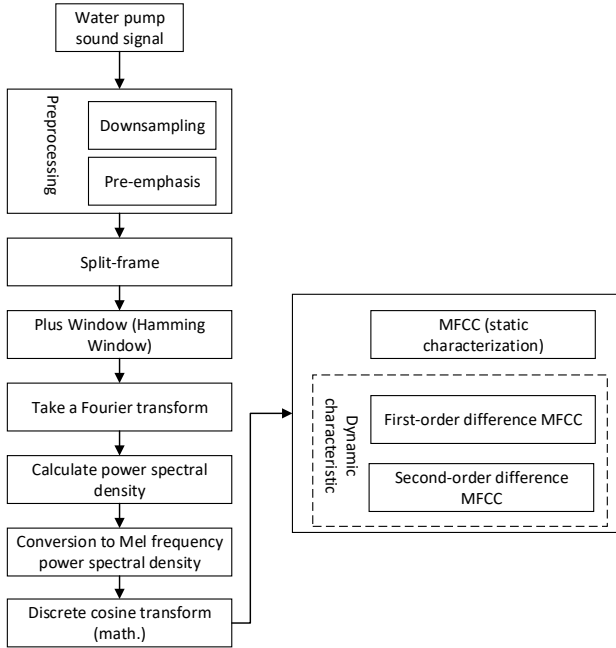 Water pump
sound signal
Preprocessing
Downsampling
Pre-emphasis
Split-frame
Plus Window (Hamming
Window)
Take a Fourier transform
Calculate power spectral
density
Conversion to Mel frequency
power spectral density
Discrete cosine transform
(math.)
MFCC (static
characterization)
Dynamic
characteristic
First-order difference MFCC
Second-order difference
MFCC